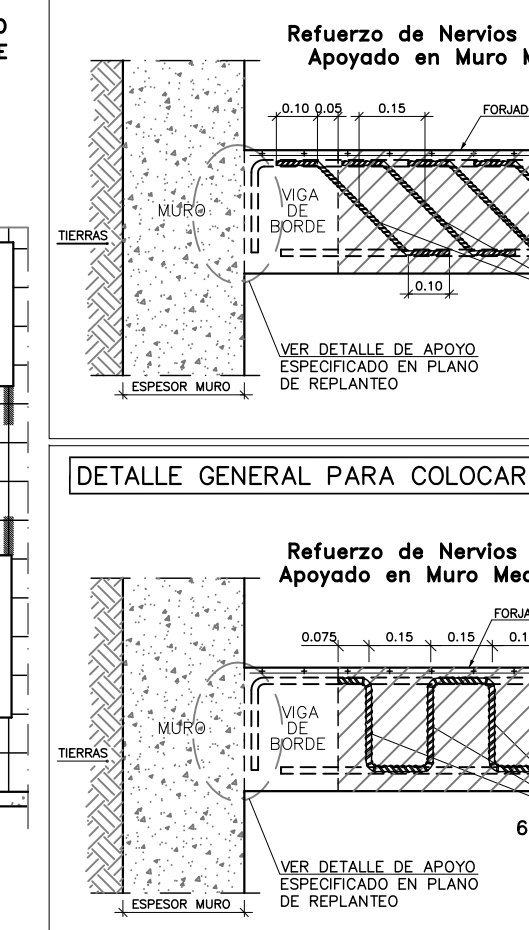 Refuerzo de Nervios
Apoyado en Muro
0.10 0.05 0.15
FORJAD
MURO
VIGA
DE
BORDE
TIERRAS
0.10
VER DETALLE DE APOYO
ESPECIFICADO EN PLANO
DE REPLANTEO
ESPESOR MURO
DETALLE GENERAL PARA COLOCAR
Refuerzo de Nervios
Apoyado en Muro Med
FORJA
0.075 0.15 0.15 0.1
MURO
VIGA
DE
BORDE
TIERRAS
6
VER DETALLE DE APOYO
ESPECIFICADO EN PLANO
DE REPLANTEO
ESPESOR MURO